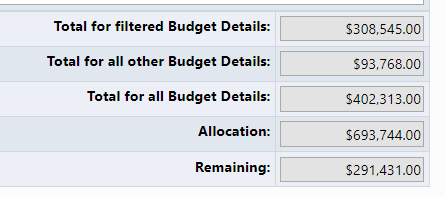 Total for filtered Budget Details: $308,545.00
Total for all other Budget Details: $93,768.00
Total for all Budget Details: $402,313.00
Allocation: $693,744.00
Remaining: $291,431.00